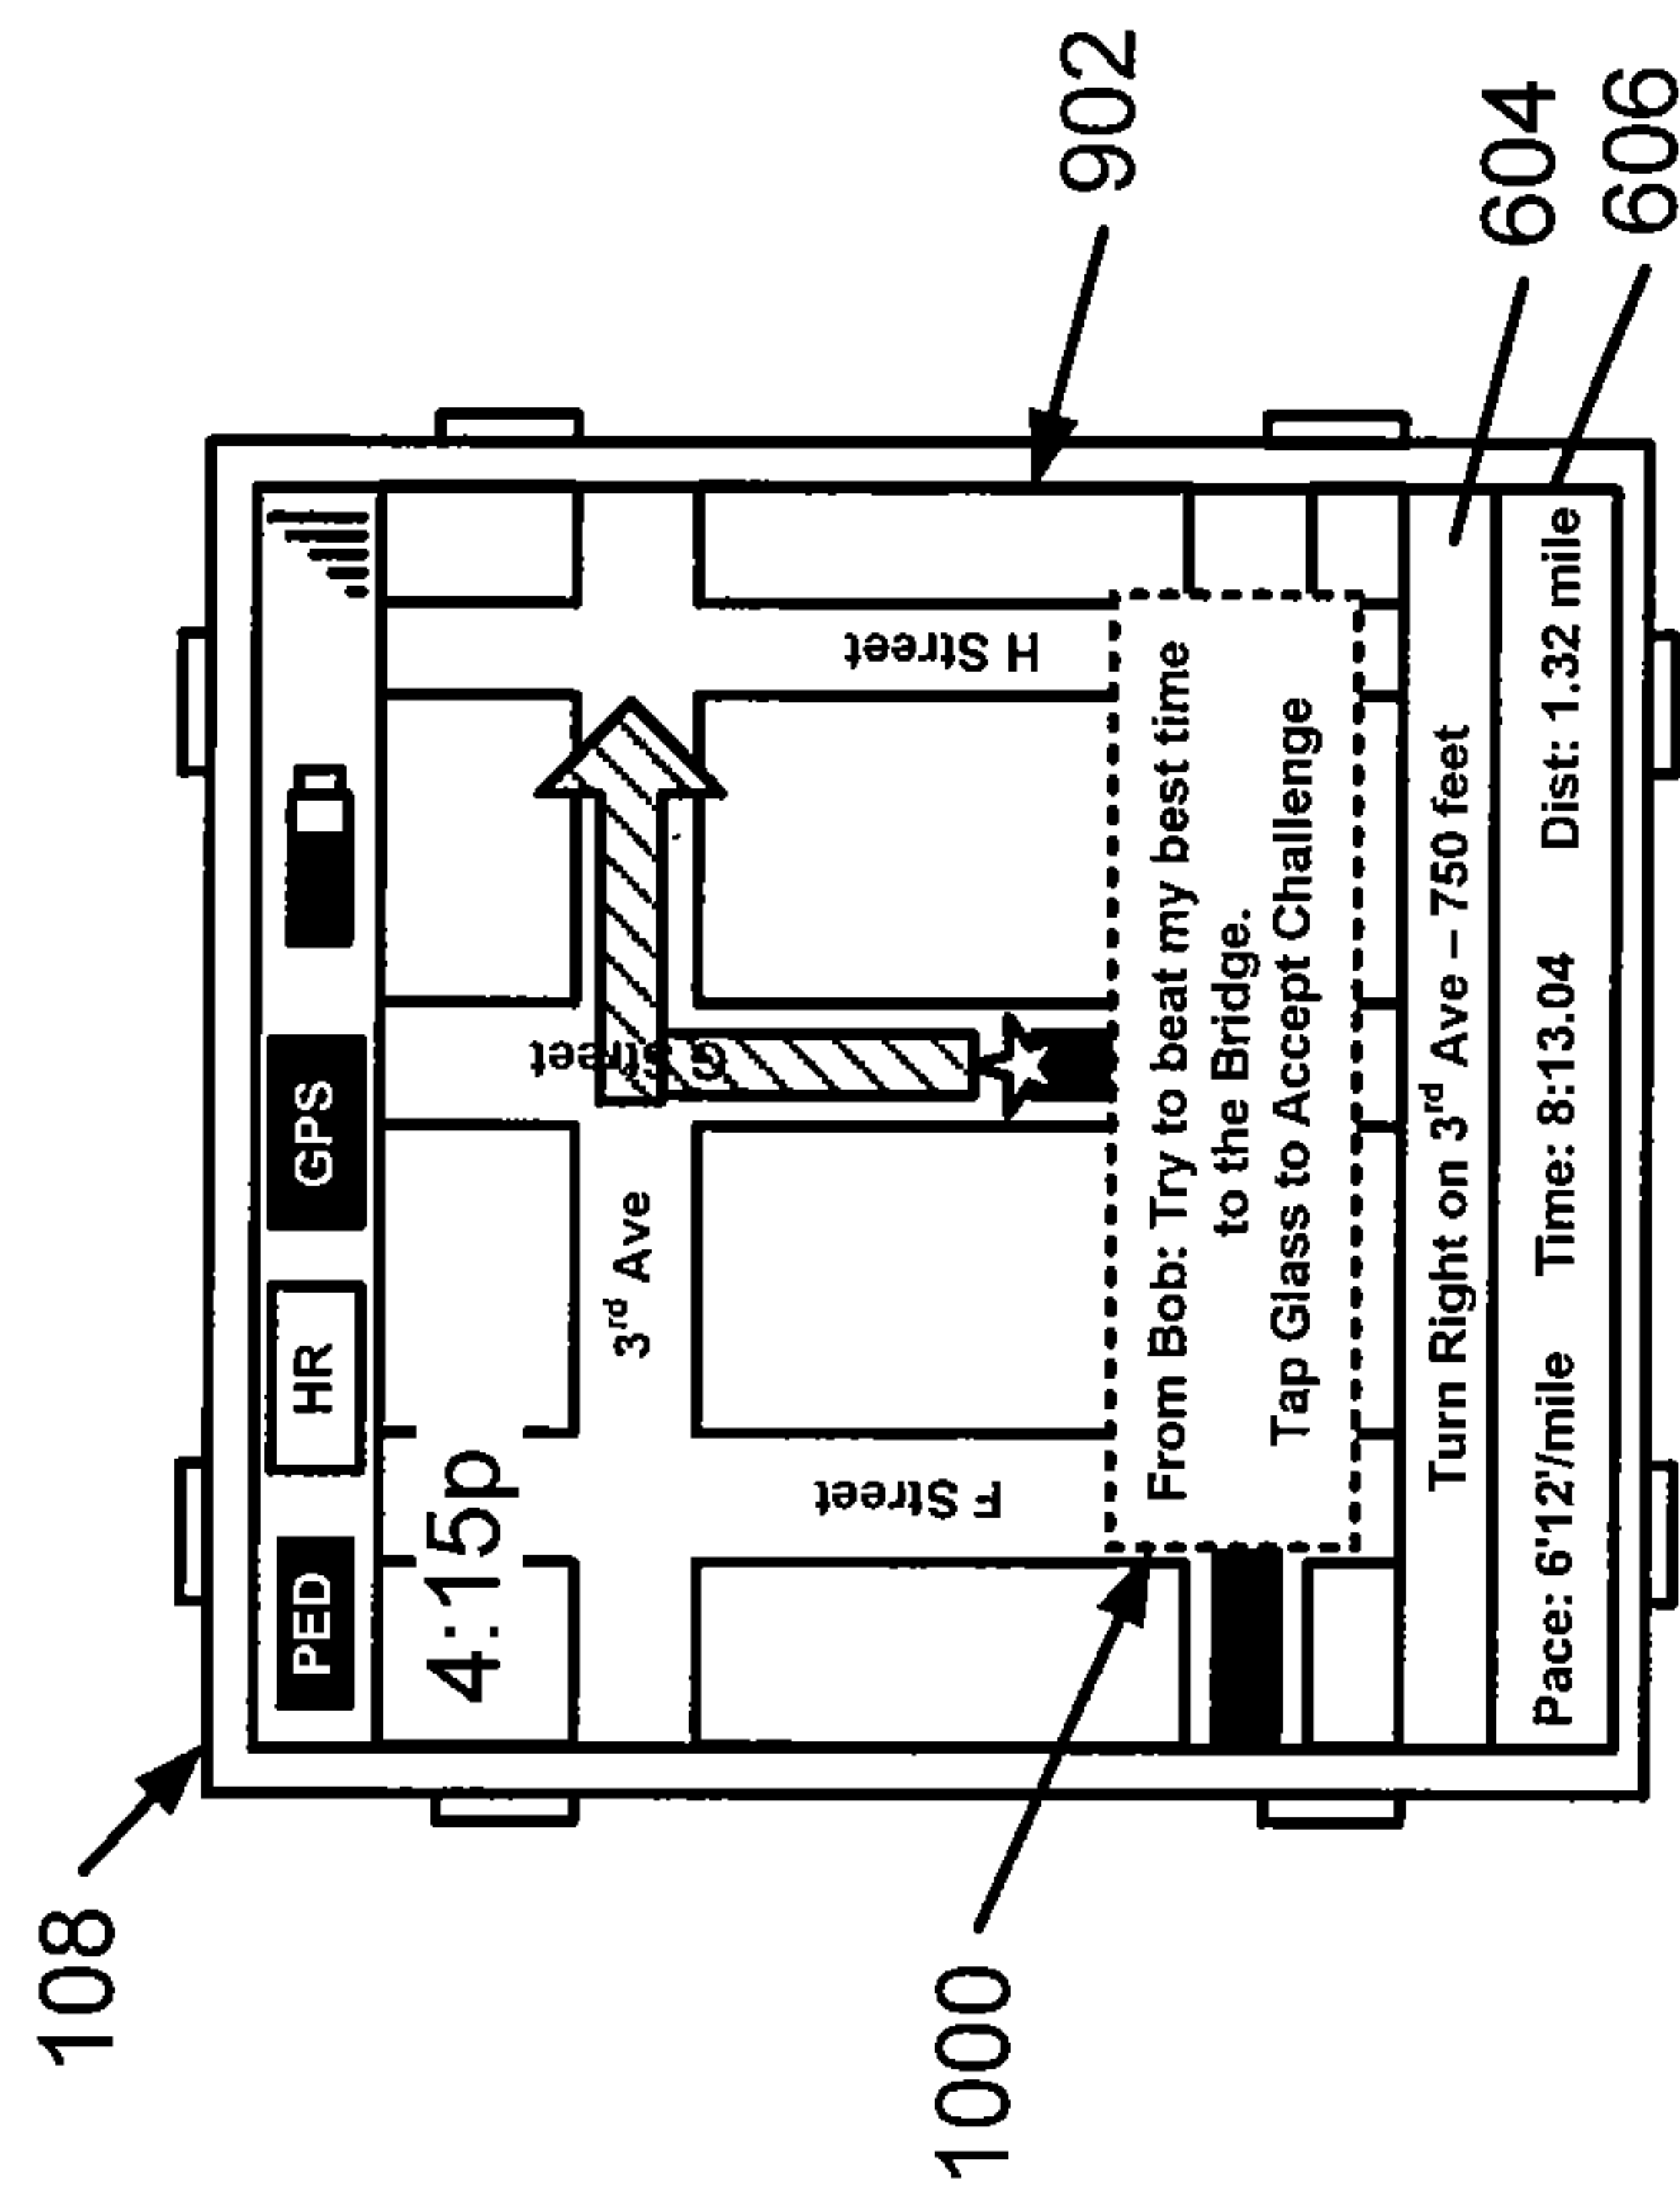 108
902
PED HR GPS
4:15p
3rd Ave
G Street
F Street
H Street
1000
From Bob: Try to beat my best time
to the Bridge.
Tap Glass to Accept Challenge
Turn Right on 3rd Ave – 750 feet
604
Pace: 6'12'/mile Time: 8:13.04 Dist: 1.32 mile
606